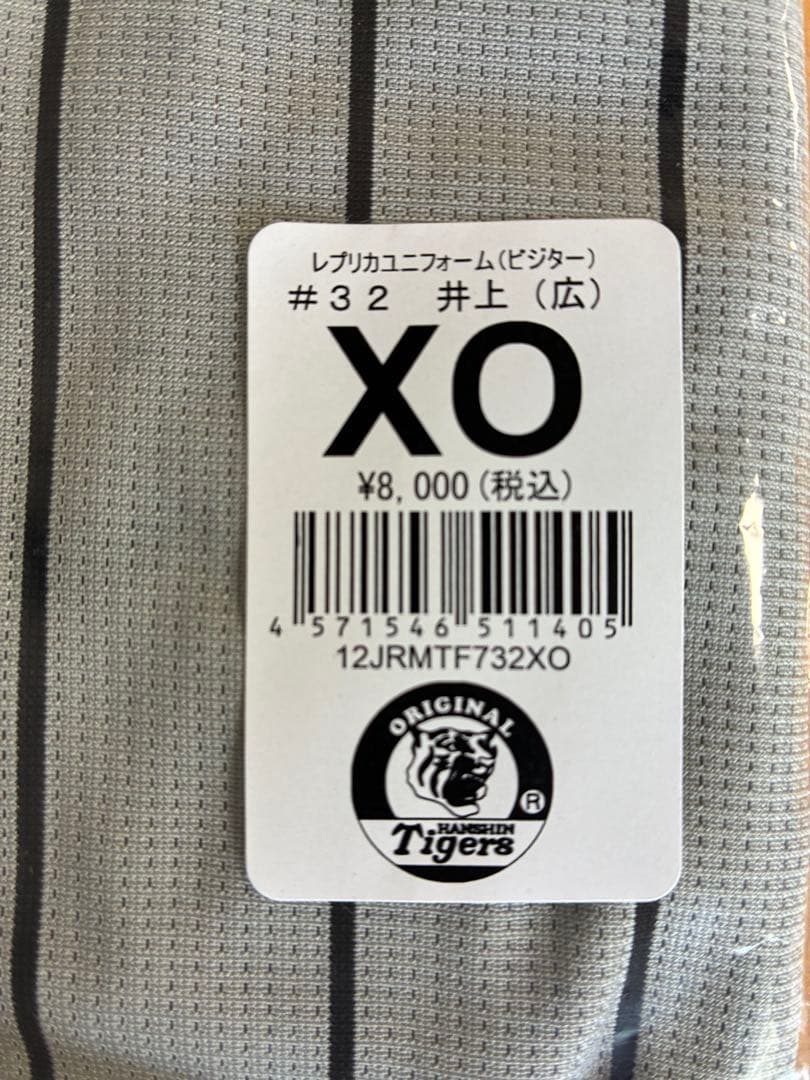 レプリカユニフォーム(ビジター)
#32 井上(広)
XO
¥8,000(税込)
4 571546 511405
12JRMTF732XO
ORIGINAL
®
HANSHIN
Tigers